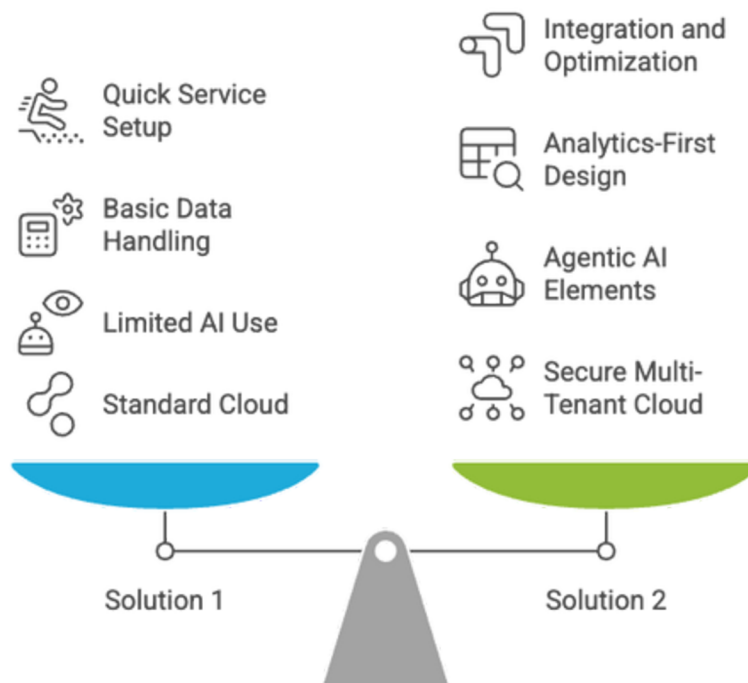 Quick Service
Setup
Basic Data
Handling
Limited AI Use
Standard Cloud
Solution 1
Integration and
Optimization
Analytics-First
Design
Agentic AI
Elements
Secure Multi-
Tenant Cloud
Solution 2